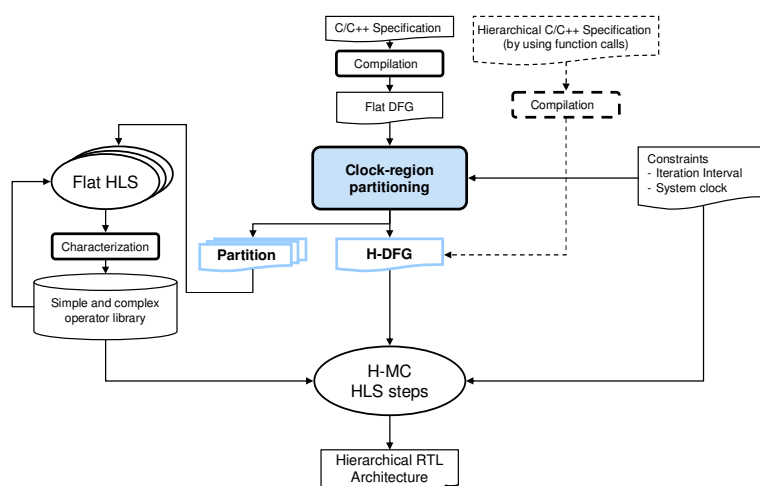 C/C++ Specification
Hierarchical C/C++ Specification
(by using function calls)
Compilation
Compilation
Flat DFG
Clock-region
partitioning
Constraints
- Iteration Interval
- System clock
Flat HLS
Characterization
Partition
H-DFG
Simple and complex
operator library
H-MC
HLS steps
Hierarchical RTL
Architecture